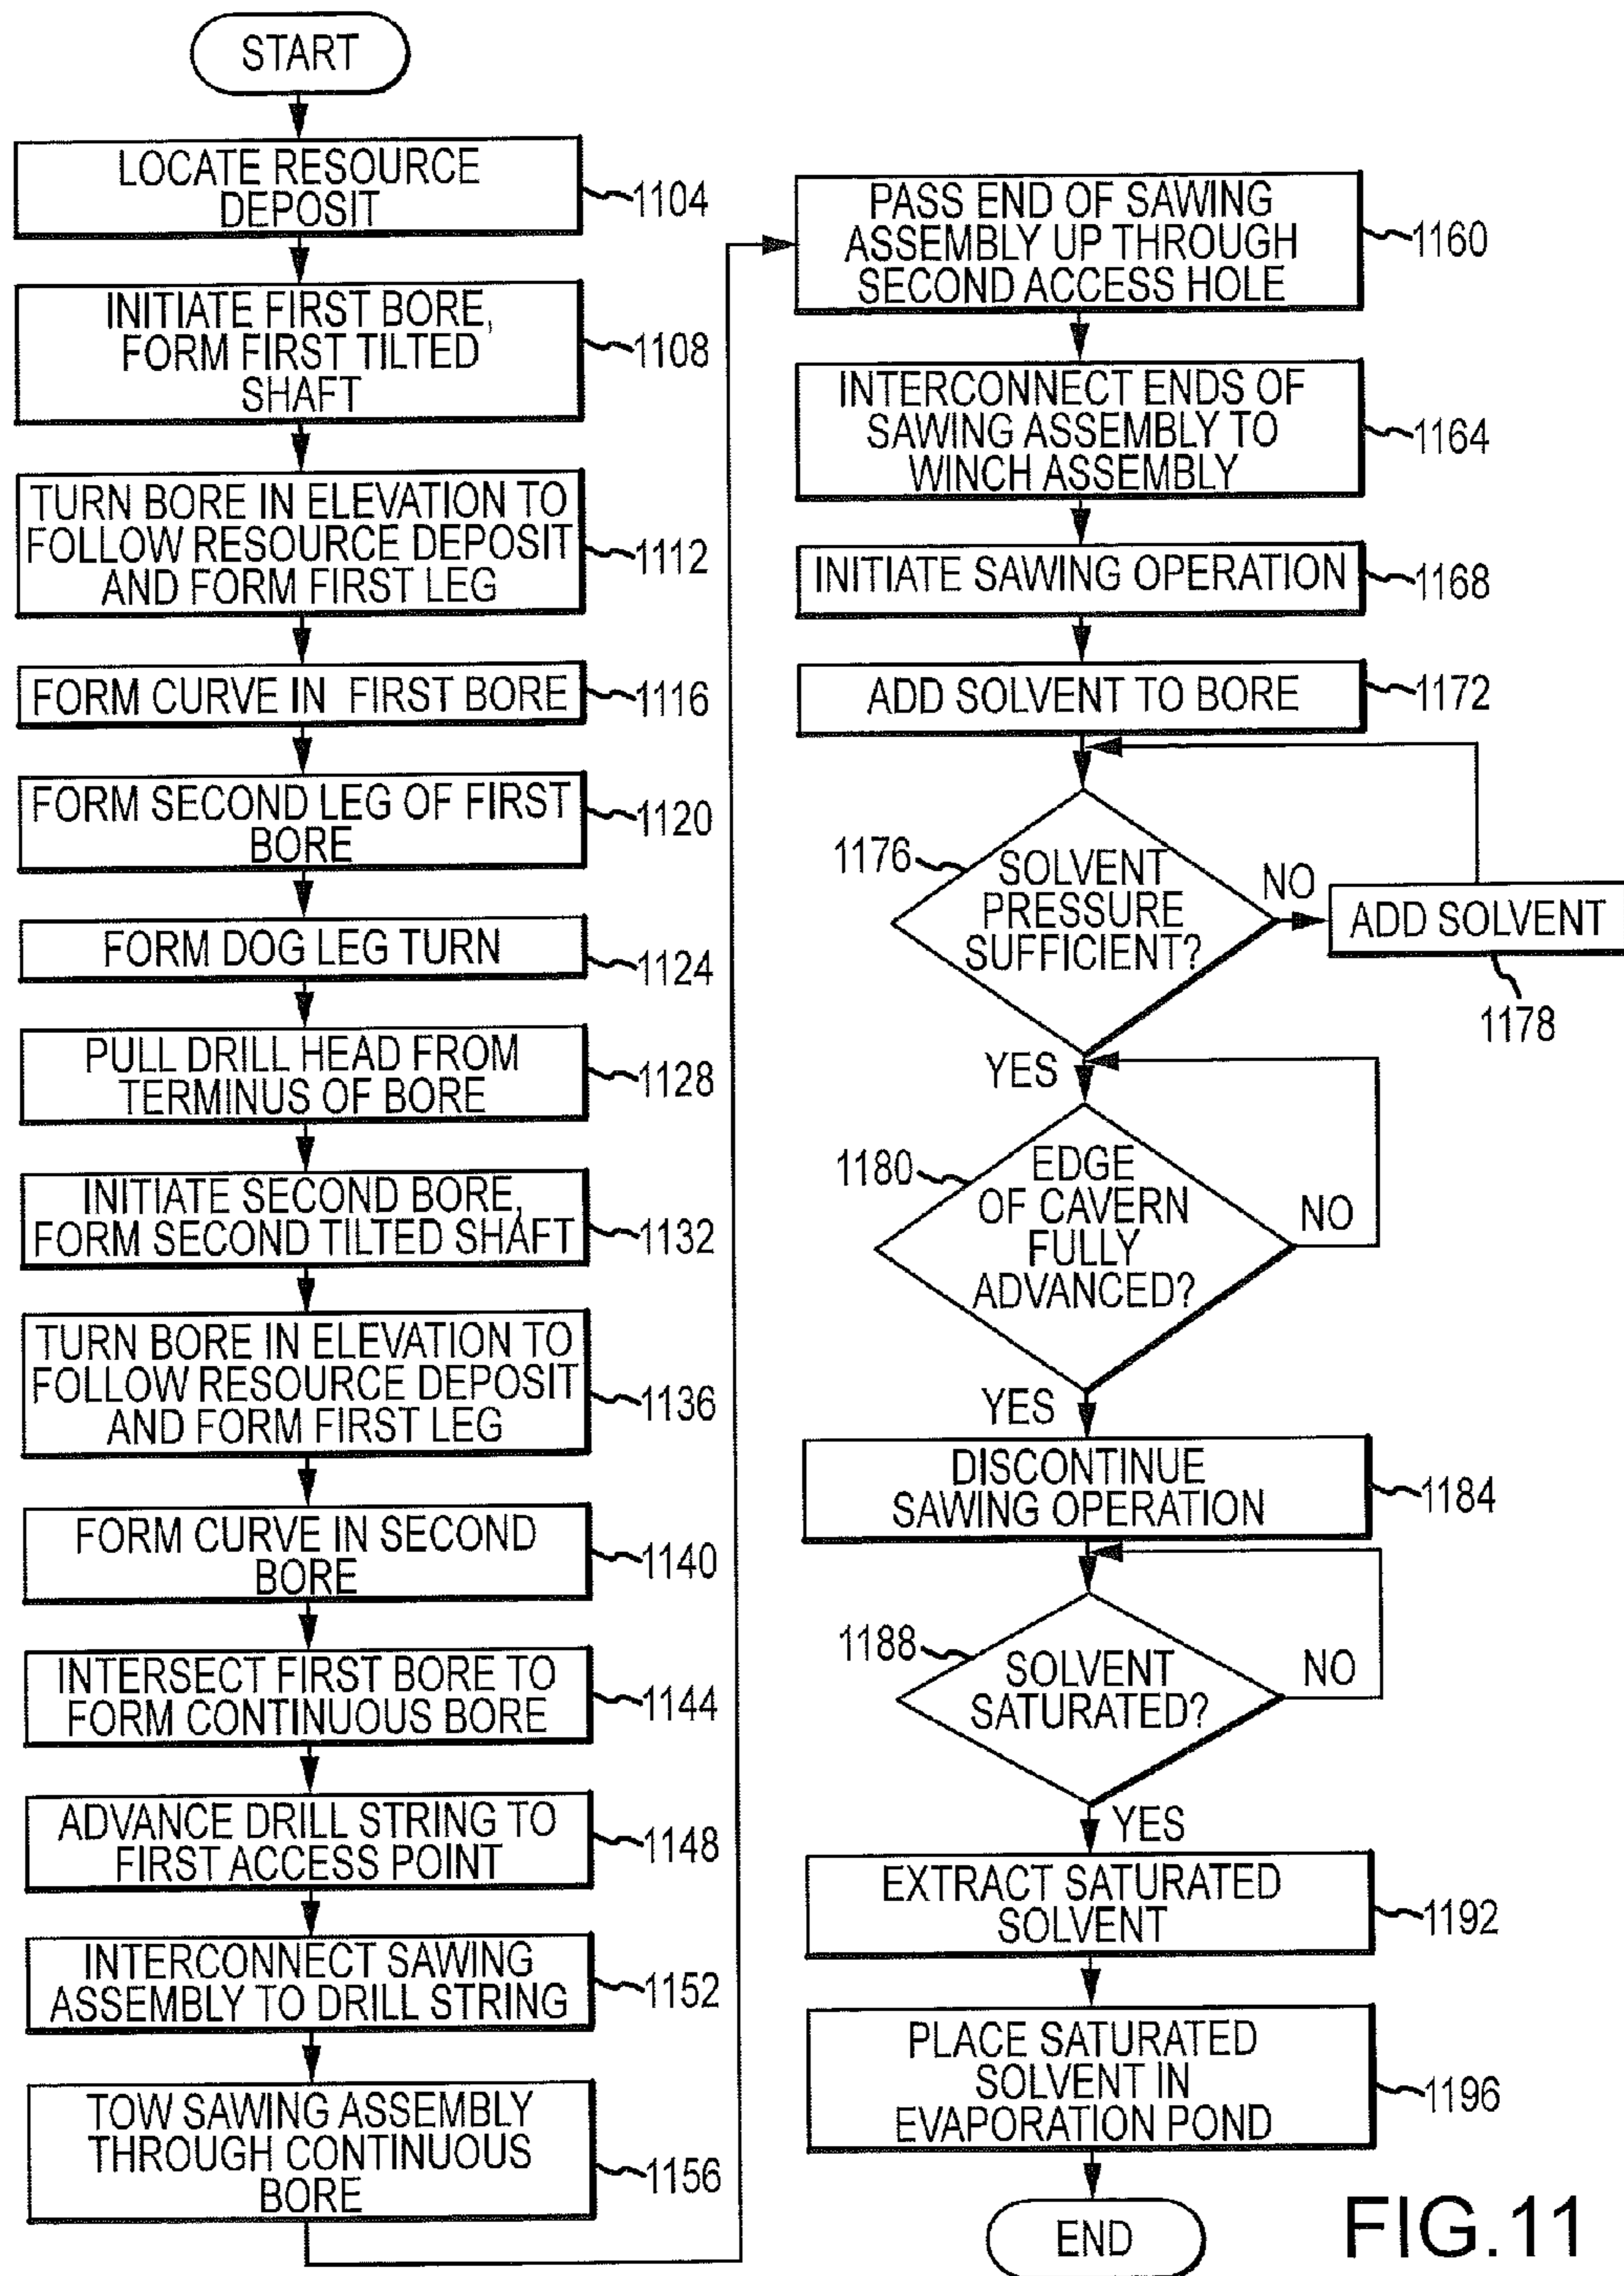 START
LOCATE RESOURCE
DEPOSIT
1104
INITIATE FIRST BORE,
FORM FIRST TILTED
SHAFT
1108
TURN BORE IN ELEVATION TO
FOLLOW RESOURCE DEPOSIT
AND FORM FIRST LEG
1112
FORM CURVE IN FIRST BORE
1116
FORM SECOND LEG OF FIRST
BORE
1120
FORM DOG LEG TURN
1124
PULL DRILL HEAD FROM
TERMINUS OF BORE
1128
INITIATE SECOND BORE,
FORM SECOND TILTED SHAFT
1132
TURN BORE IN ELEVATION TO
FOLLOW RESOURCE DEPOSIT
AND FORM FIRST LEG
1136
FORM CURVE IN SECOND
BORE
1140
INTERSECT FIRST BORE TO
FORM CONTINUOUS BORE
1144
ADVANCE DRILL STRING TO
FIRST ACCESS POINT
1148
INTERCONNECT SAWING
ASSEMBLY TO DRILL STRING
1152
TOW SAWING ASSEMBLY
THROUGH CONTINUOUS
BORE
1156
PASS END OF SAWING
ASSEMBLY UP THROUGH
SECOND ACCESS HOLE
1160
INTERCONNECT ENDS OF
SAWING ASSEMBLY TO
WINCH ASSEMBLY
1164
INITIATE SAWING OPERATION
1168
ADD SOLVENT TO BORE
1172
1176
SOLVENT
PRESSURE
SUFFICIENT?
NO
ADD SOLVENT
1178
YES
1180
EDGE
OF CAVERN
FULLY
ADVANCED?
NO
YES
DISCONTINUE
SAWING OPERATION
1184
1188
SOLVENT
SATURATED?
NO
YES
EXTRACT SATURATED
SOLVENT
1192
PLACE SATURATED
SOLVENT IN
EVAPORATION POND
1196
END
FIG.11